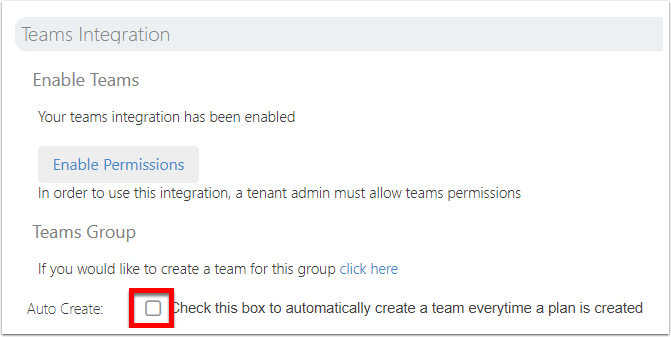 Teams Integration
Enable Teams
Your teams integration has been enabled
Enable Permissions
In order to use this integration, a tenant admin must allow teams permissions
Teams Group
If you would like to create a team for this group click here
Auto Create: Check this box to automatically create a team everytime a plan is created